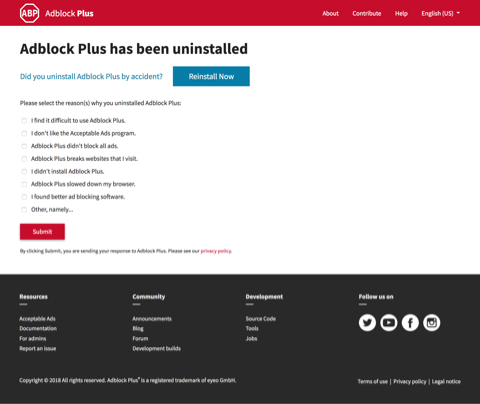 ABP Adblock Plus About Contribute Help English (US)
Adblock Plus has been uninstalled
Did you uninstall Adblock Plus by accident? Reinstall Now
Please select the reason(s) why you uninstalled Adblock Plus:
I find it difficult to use Adblock Plus.
I don't like the Acceptable Ads program.
Adblock Plus didn't block all ads.
Adblock Plus breaks websites that I visit.
I didn't install Adblock Plus.
Adblock Plus slowed down my browser.
I found better ad blocking software.
Other, namely...
Submit
By clicking Submit, you are sending your response to Adblock Plus. Please see our privacy policy.
Resources Community Development Follow us on
Acceptable Ads Announcements Source Code
Documentation Blog Tools
For admins Forum Jobs
Report an issue Development builds
Copyright © 2018 All rights reserved. Adblock Plus® is a registered trademark of eyeo GmbH.
Terms of use | Privacy policy | Legal notice